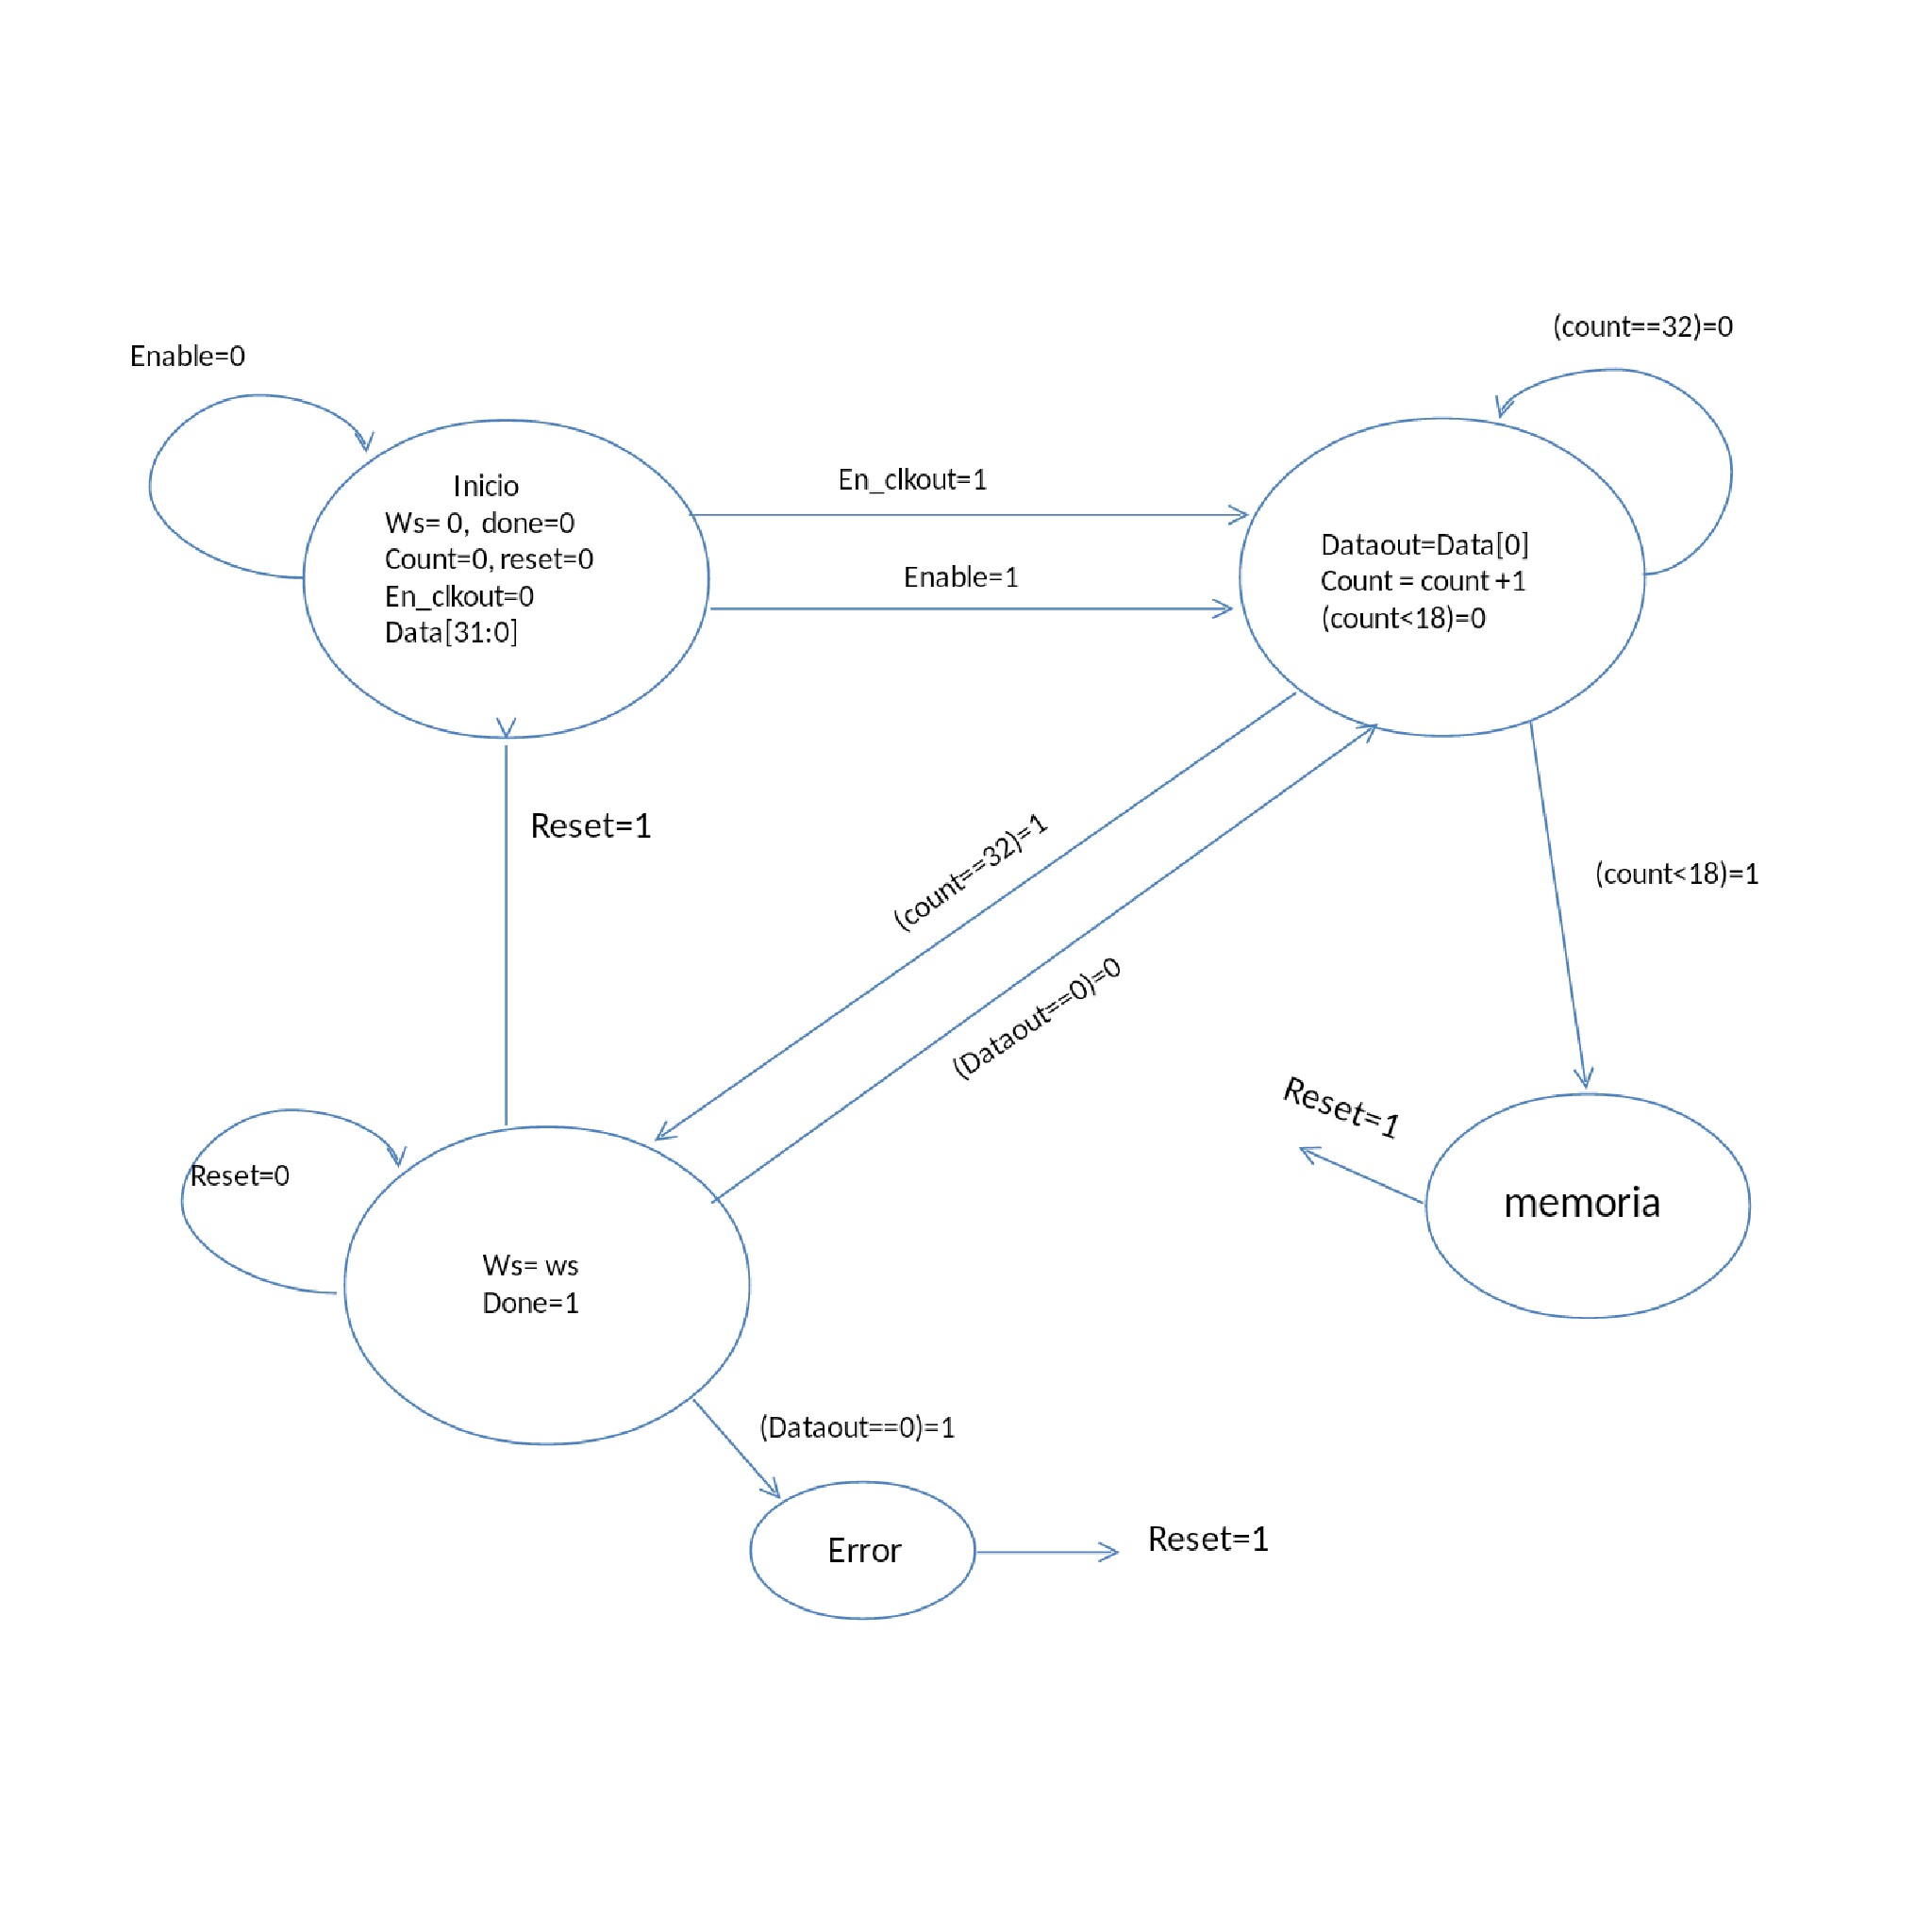 (count==32)=0
Enable=0
Inicio
Ws= 0, done=0
Count=0, reset=0
En_clkout=0
Data[31:0]
En_clkout=1
Enable=1
Dataout=Data[0]
Count = count +1
(count<18)=0
Reset=1
(count==32)=1
(Dataout==0)=0
(count<18)=1
Reset=1
memoria
Reset=0
Ws= ws
Done=1
(Dataout==0)=1
Error
Reset=1